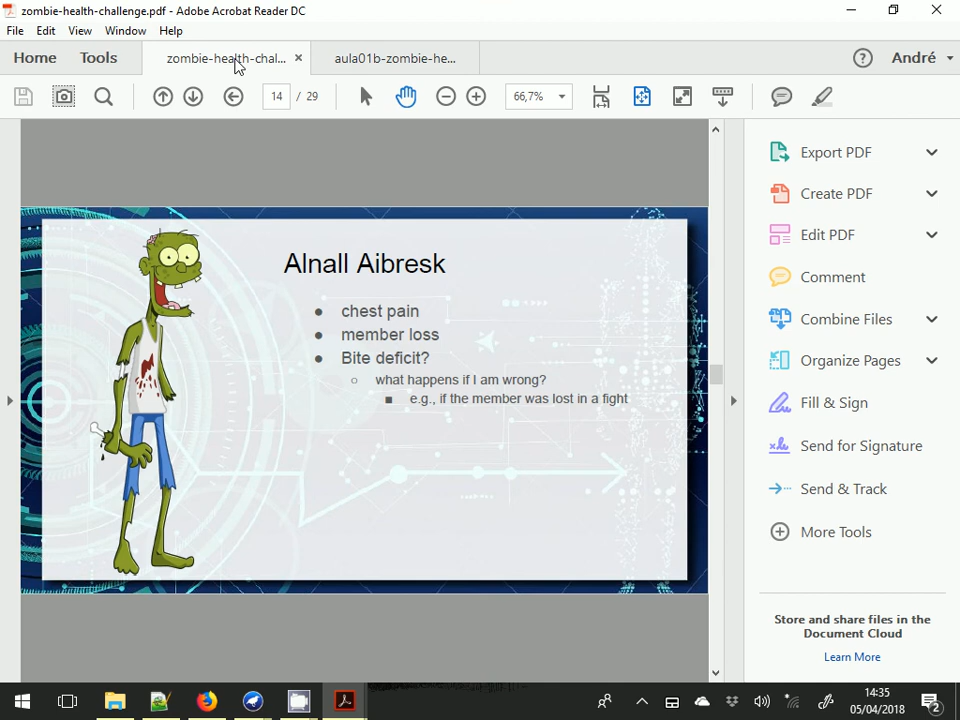 zombie-health-challenge.pdf - Adobe Acrobat Reader DC
File Edit View Window Help
Home Tools zombie-health-chal... × aula01b-zombie-he... ? André
14 / 29 66,7%
Alnall Aibresk
• chest pain
• member loss
• Bite deficit?
○ what happens if I am wrong?
■ e.g., if the member was lost in a fight
Export PDF
Create PDF
Edit PDF
Comment
Combine Files
Organize Pages
Fill & Sign
Send for Signature
Send & Track
More Tools
Store and share files in the
Document Cloud
Learn More
14:35
05/04/2018
2